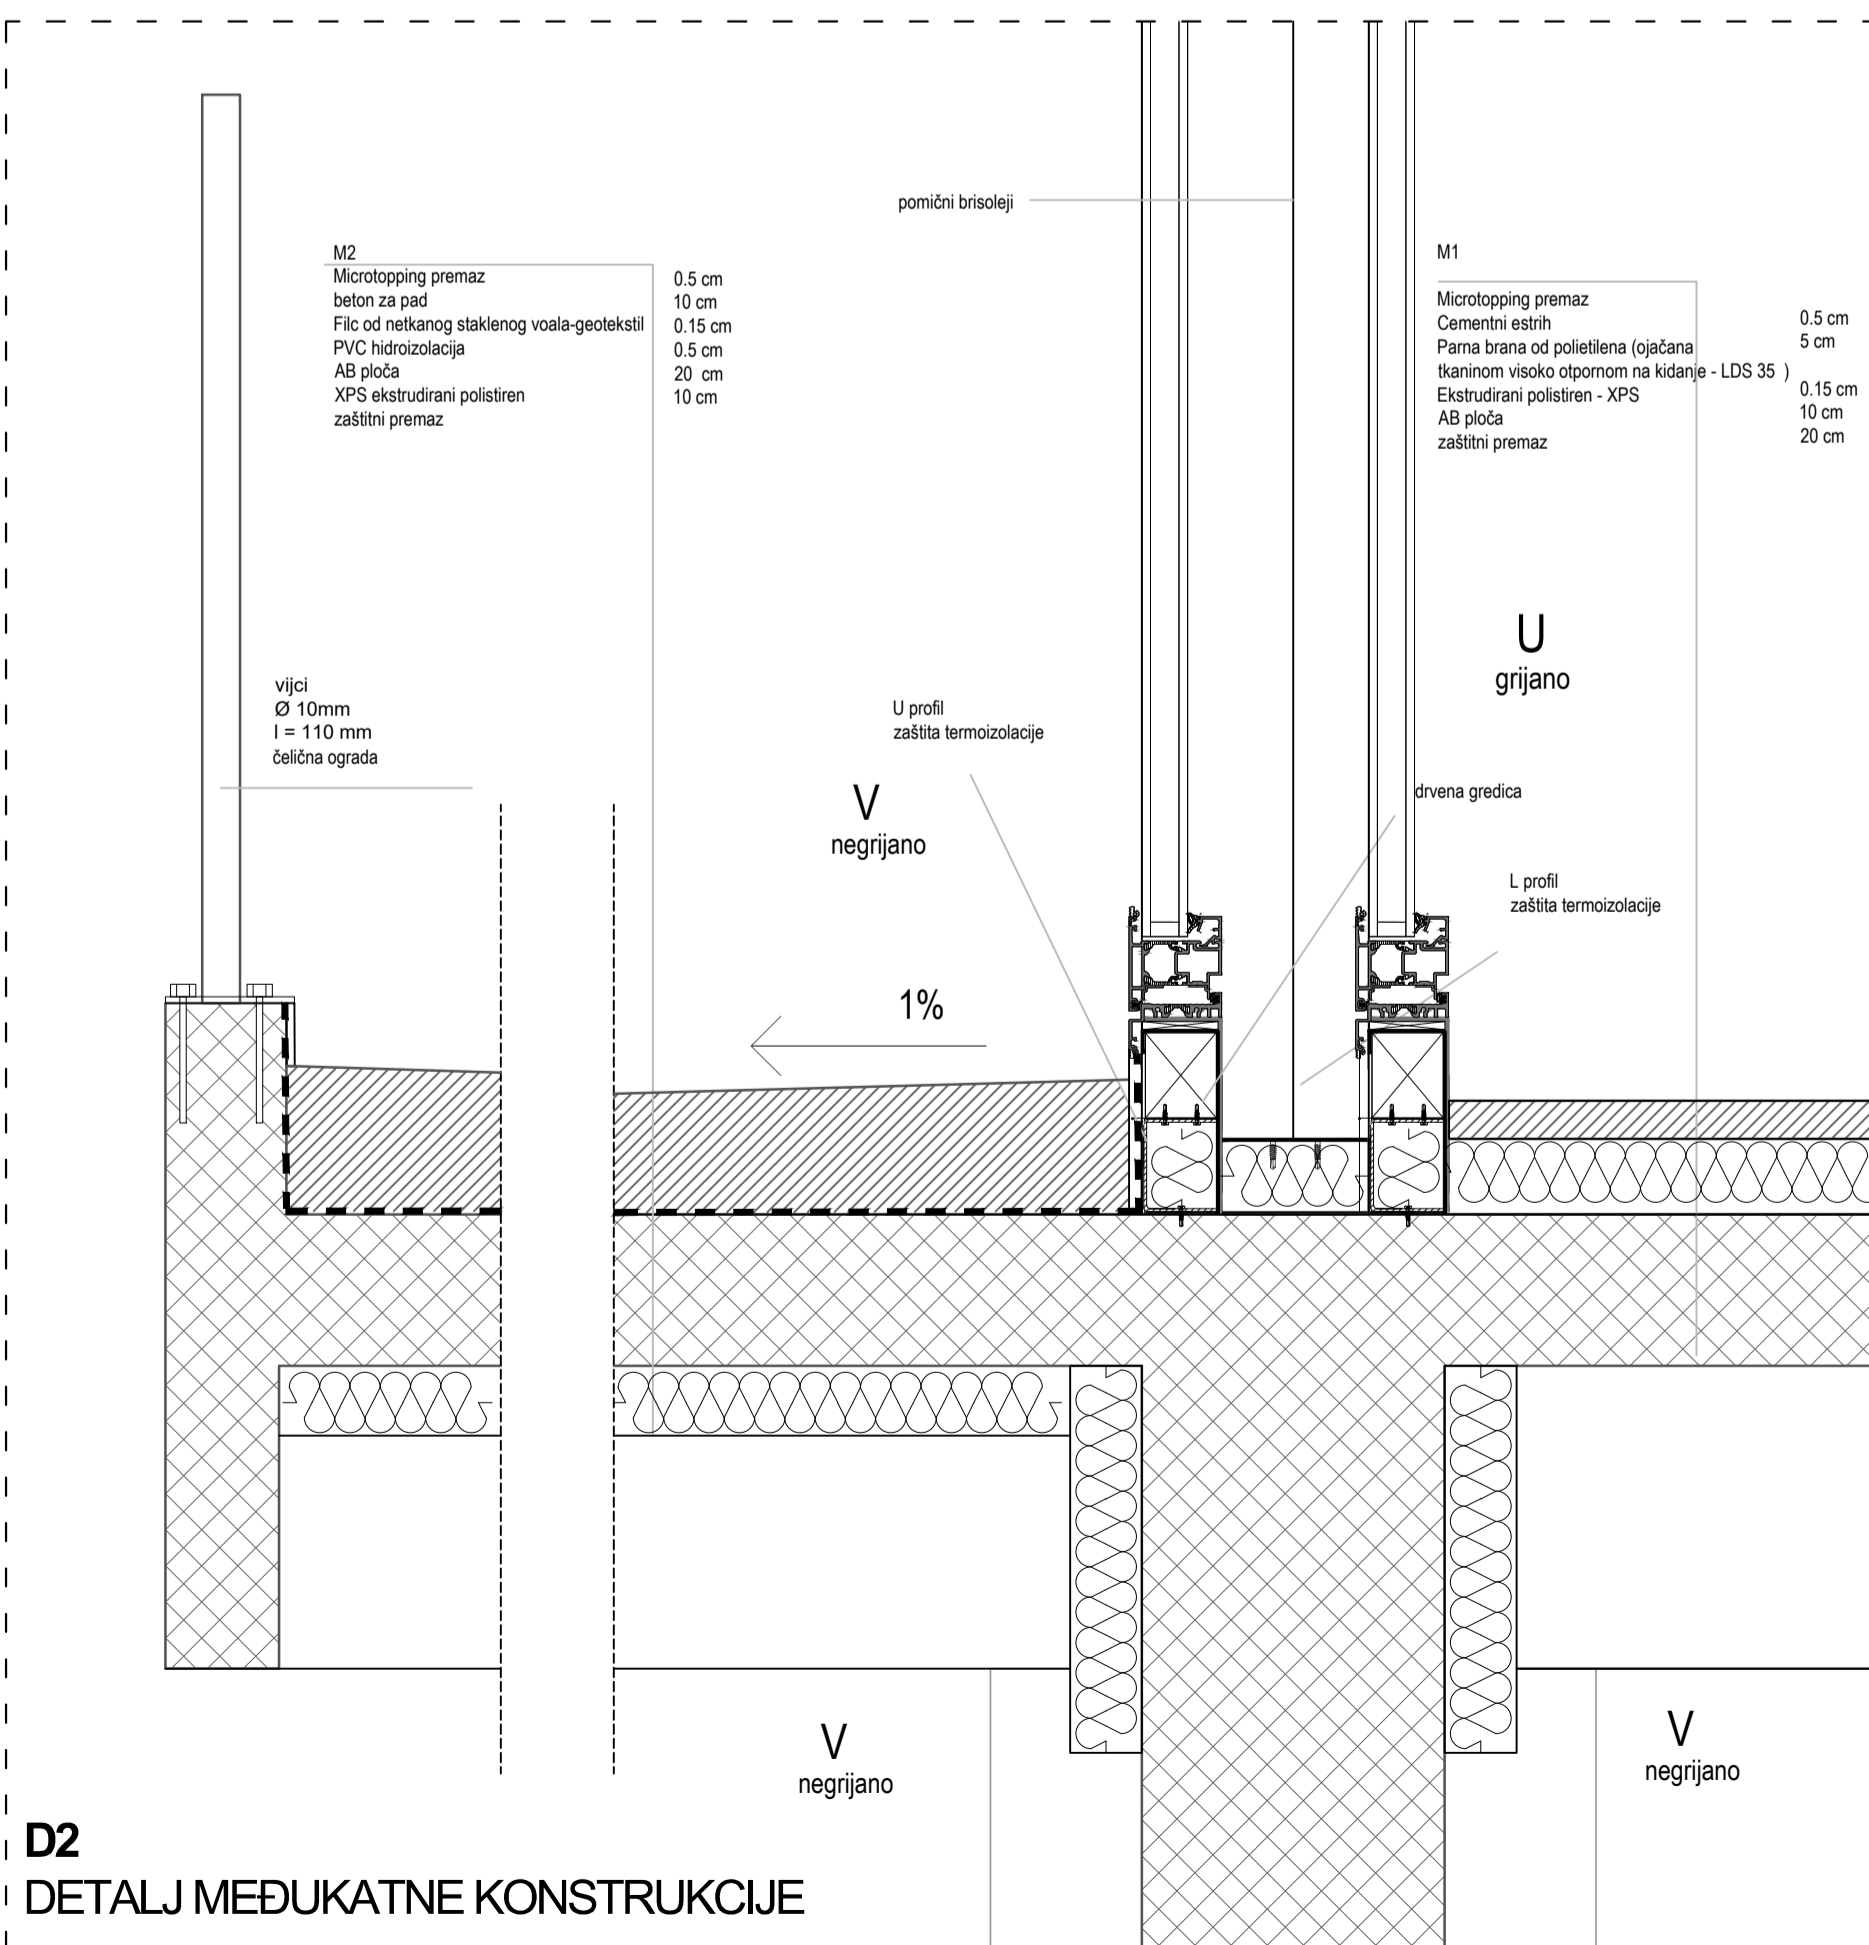 pomični brisoleji
M2
Microtopping premaz 0.5 cm
beton za pad 10 cm
Filc od netkanog staklenog voala-geotekstil 0.15 cm
PVC hidroizolacija 0.5 cm
AB ploča 20 cm
XPS ekstrudirani polistiren 10 cm
zaštitni premaz
M1
Microtopping premaz 0.5 cm
Cementni estrih 5 cm
Parna brana od polietilena (ojačana
tkaninom visoko otpornom na kidanje - LDS 35 ) 0.15 cm
Ekstrudirani polistiren - XPS 10 cm
AB ploča 20 cm
zaštitni premaz
U
grijano
vijci
Ø 10mm
l = 110 mm
čelična ograda
U profil
zaštita termoizolacije
V
negrijano
drvena gredica
L profil
zaštita termoizolacije
1%
V
negrijano
V
negrijano
D2
DETALJ MEĐUKATNE KONSTRUKCIJE